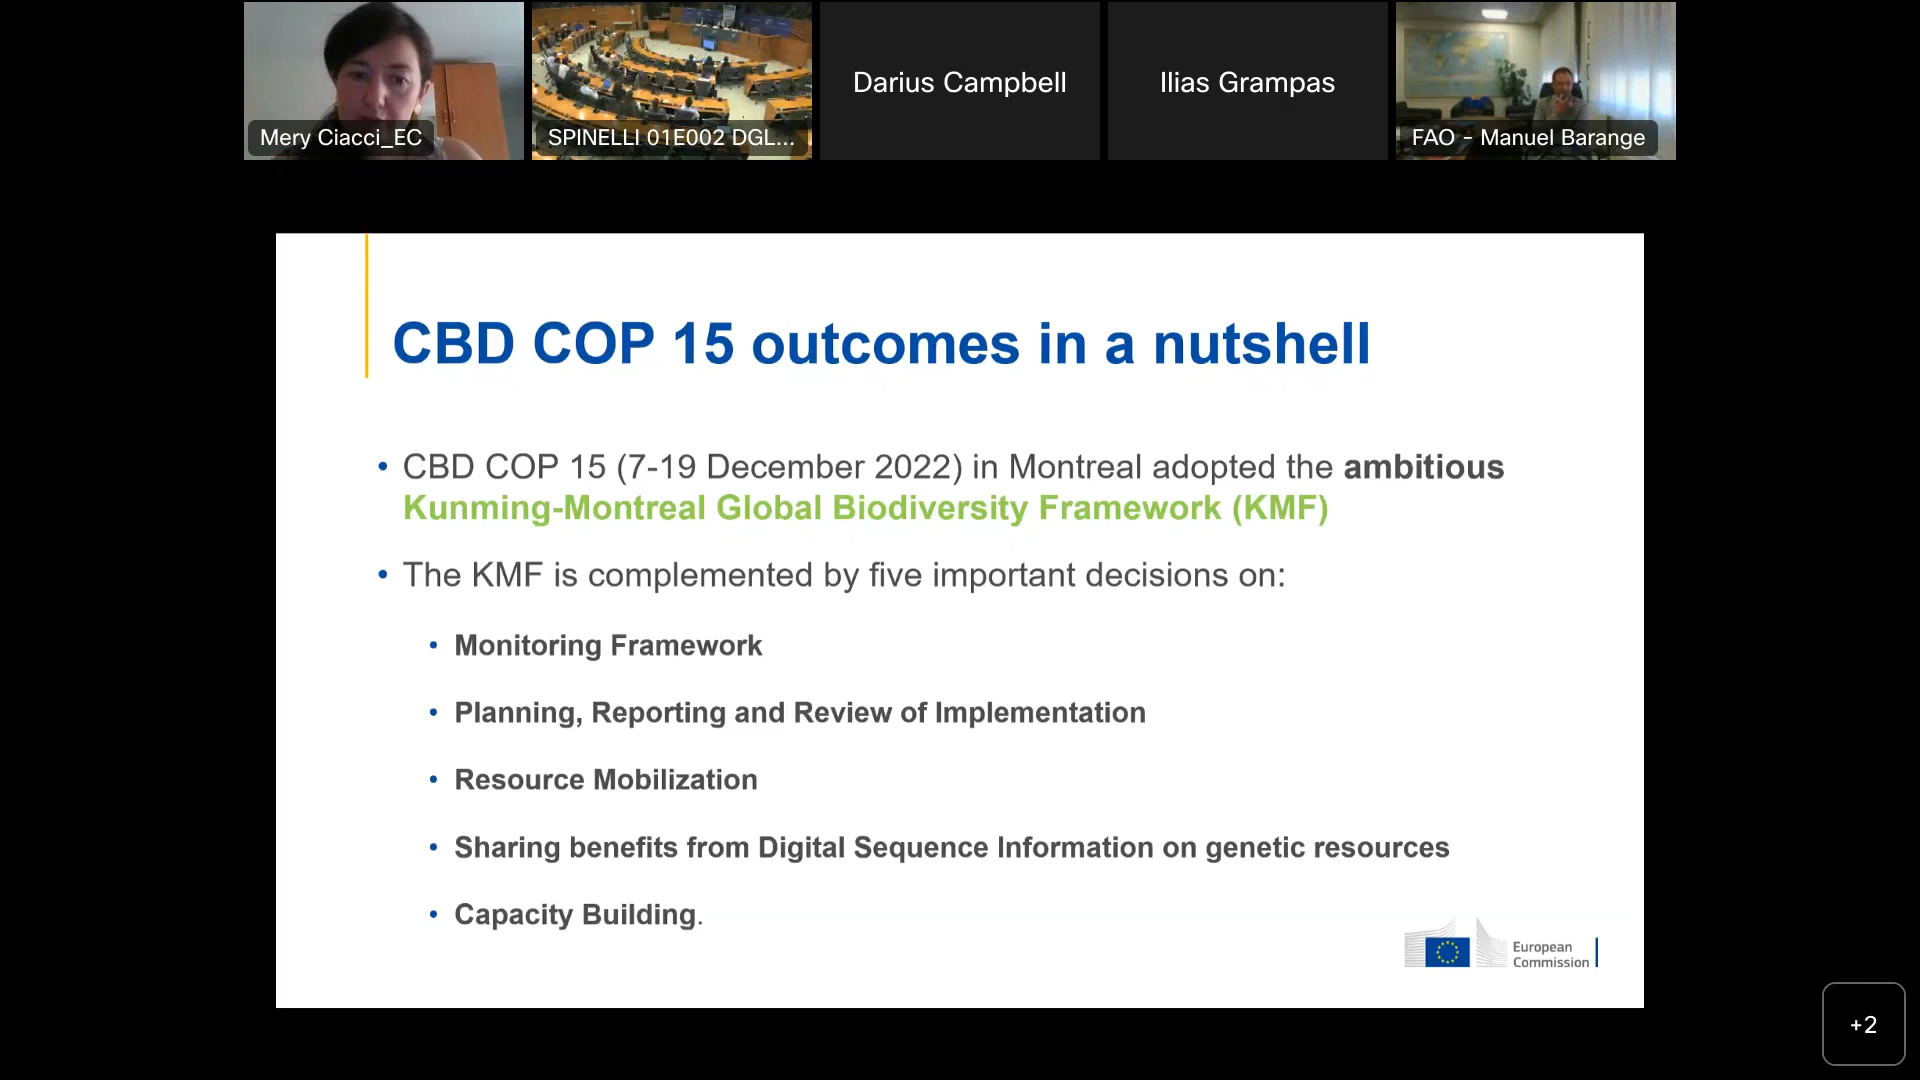 Mery Ciacci_EC
SPINELLI 01E002 DGL...
Darius Campbell
Ilias Grampas
FAO - Manuel Barange
CBD COP 15 outcomes in a nutshell
• CBD COP 15 (7-19 December 2022) in Montreal adopted the ambitious
Kunming-Montreal Global Biodiversity Framework (KMF)
• The KMF is complemented by five important decisions on:
• Monitoring Framework
• Planning, Reporting and Review of Implementation
• Resource Mobilization
• Sharing benefits from Digital Sequence Information on genetic resources
• Capacity Building.
European
Commission
+2